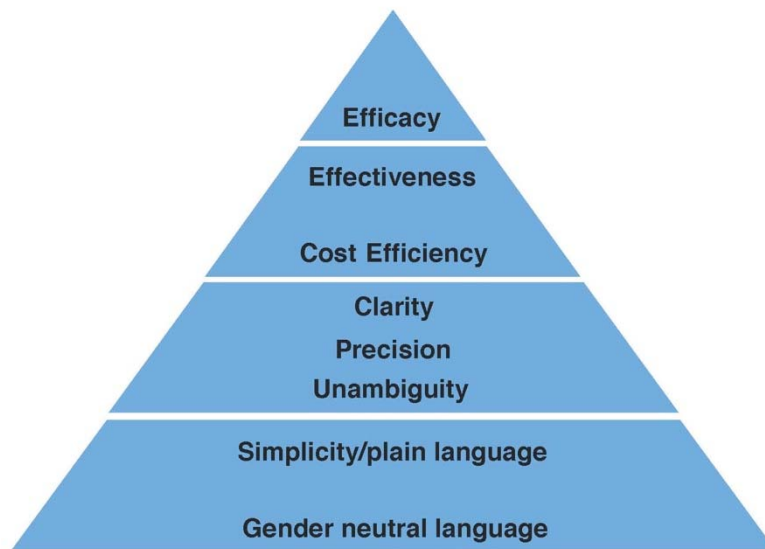 Efficacy
Effectiveness
Cost Efficiency
Clarity
Precision
Unambiguity
Simplicity/plain language
Gender neutral language